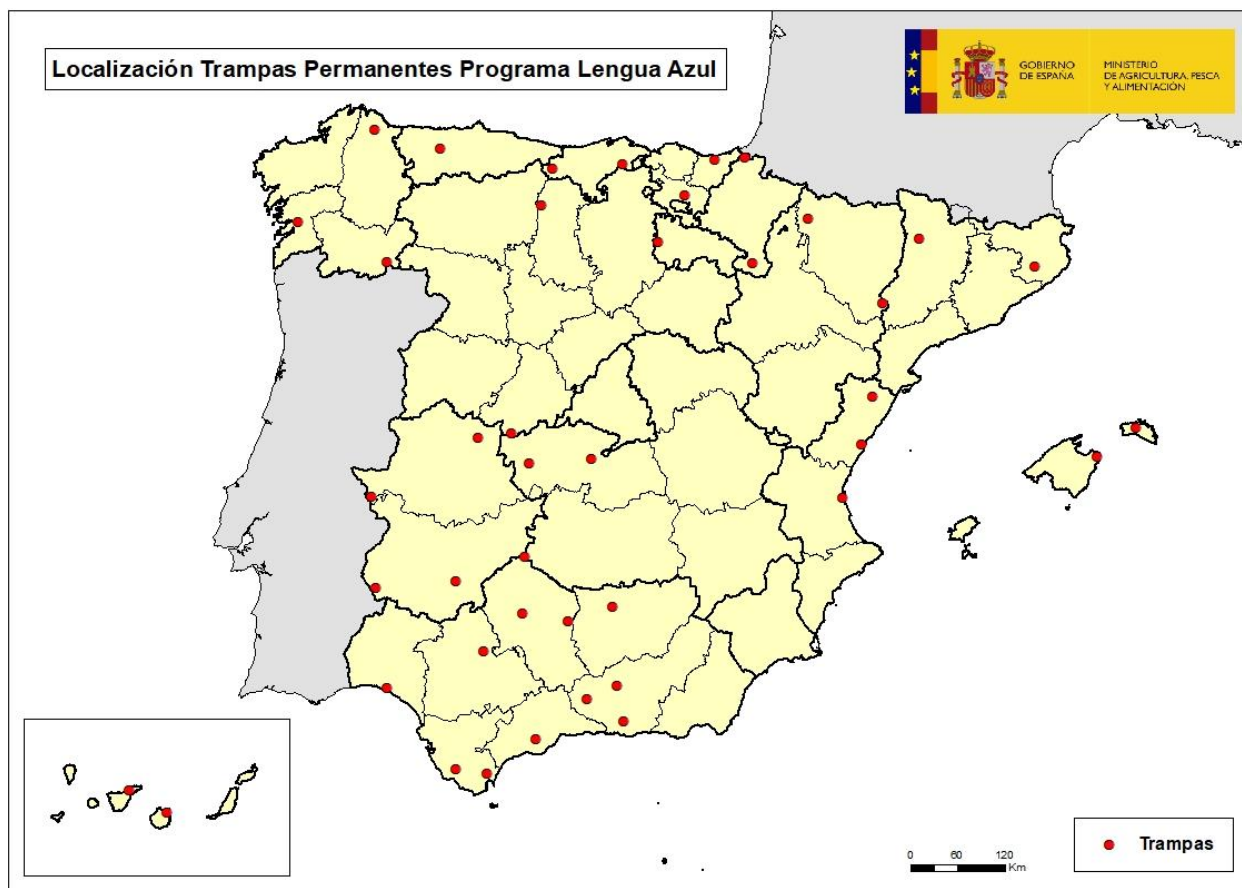 Localización Trampas Permanentes Programa Lengua Azul
GOBIERNO
DE ESPAÑA
MINISTERIO
DE AGRICULTURA, PESCA
Y ALIMENTACIÓN
Trampas
0 60 120
Km